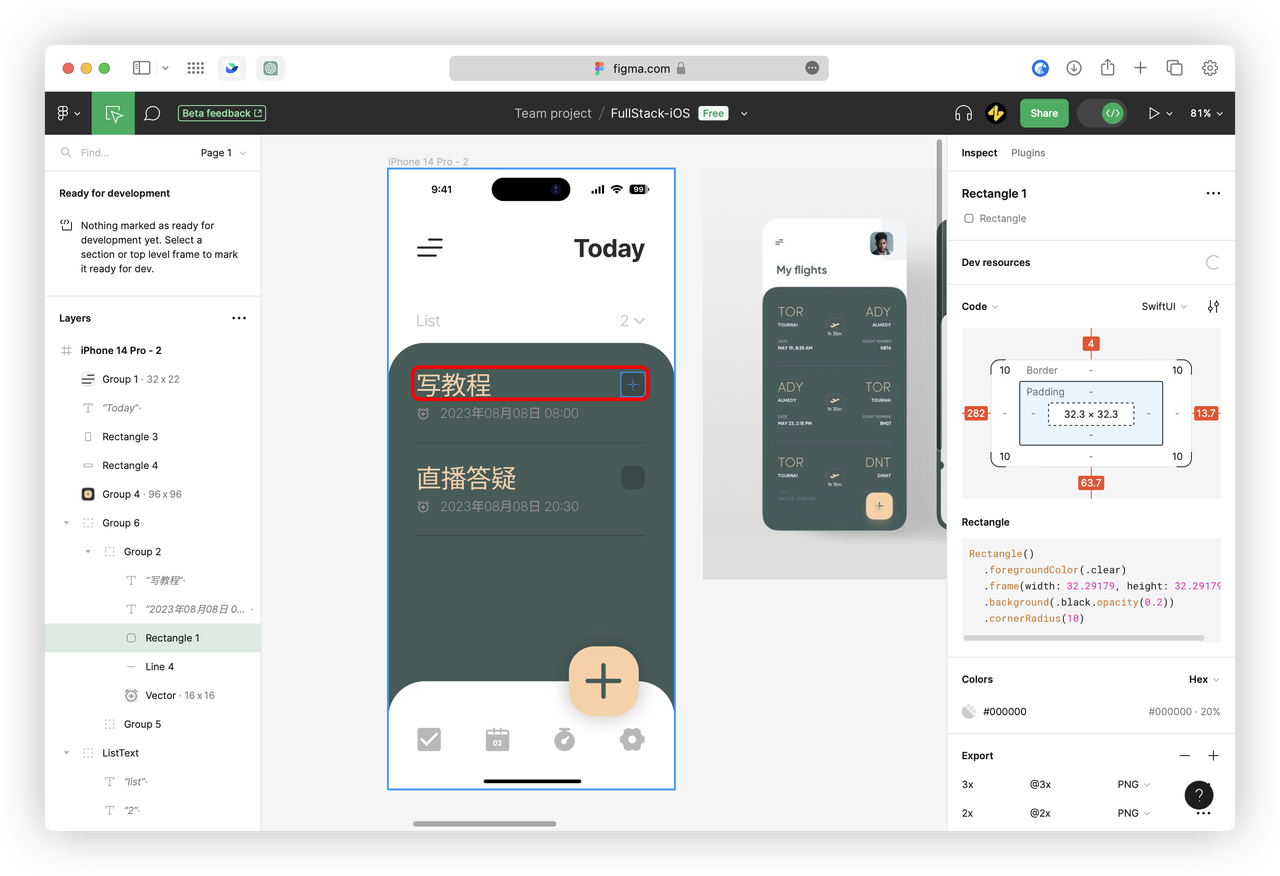 figma.com
Beta feedback
Team project / FullStack-iOS Free
Share
81%
Find...
Page 1
Ready for development
Nothing marked as ready for
development yet. Select a
section or top level frame to mark
it ready for dev.
Layers
iPhone 14 Pro - 2
Group 1 · 32 x 22
"Today"·
Rectangle 3
Rectangle 4
Group 4 · 96 x 96
Group 6
Group 2
"写教程"·
"2023年08月08日 0... ·
Rectangle 1
Line 4
Vector · 16 x 16
Group 5
ListText
"list"·
"2"·
iPhone 14 Pro - 2
9:41
99
Today
List
2
写教程
2023年08月08日 08:00
直播答疑
2023年08月08日 20:30
01
My flights
TOR
ADY
TOURNAI
ALMEDY
1h 25m
DATE
FLIGHT NUMBER
MAY 19, 8:35 AM
KB76
ADY
TOR
ALMEDY
TOURNAI
1h 35m
DATE
FLIGHT NUMBER
MAY 23, 2:15 PM
BH07
TOR
DNT
TOURNAI
DINAT
1h 15m
Inspect
Plugins
Rectangle 1
Rectangle
Dev resources
Code
SwiftUI
4
10
Border
-
10
Padding
-
282
-
-
32.3 × 32.3
-
-
13.7
-
10
-
10
63.7
Rectangle
Rectangle()
.foregroundColor(.clear)
.frame(width: 32.29179, height: 32.29179
.background(.black.opacity(0.2))
.cornerRadius(10)
Colors
Hex
#000000
#000000 · 20%
Export
3x
@3x
PNG
2x
@2x
PNG
?